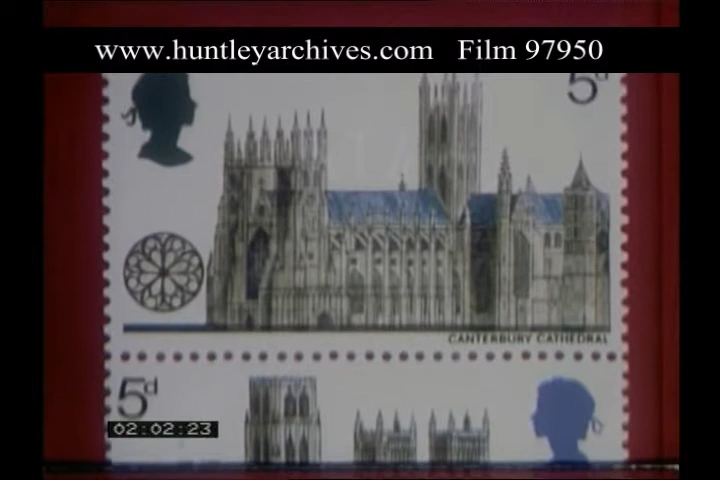 www.huntleyarchives.com Film 97950
5d
CANTERBURY CATHEDRAL
5d
02:02:23